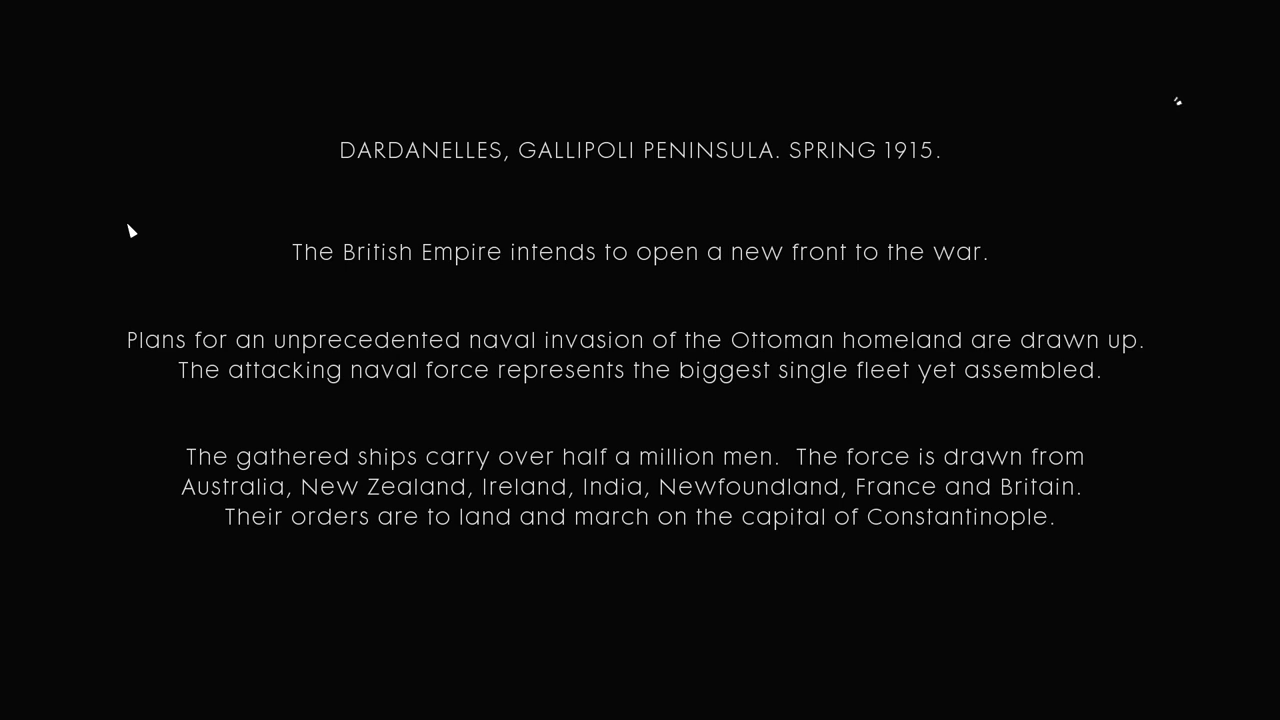 DARDANELLES, GALLIPOLI PENINSULA. SPRING 1915.
The British Empire intends to open a new front to the war.
Plans for an unprecedented naval invasion of the Ottoman homeland are drawn up.
The attacking naval force represents the biggest single fleet yet assembled.
The gathered ships carry over half a million men.  The force is drawn from
Australia, New Zealand, Ireland, India, Newfoundland, France and Britain.
Their orders are to land and march on the capital of Constantinople.